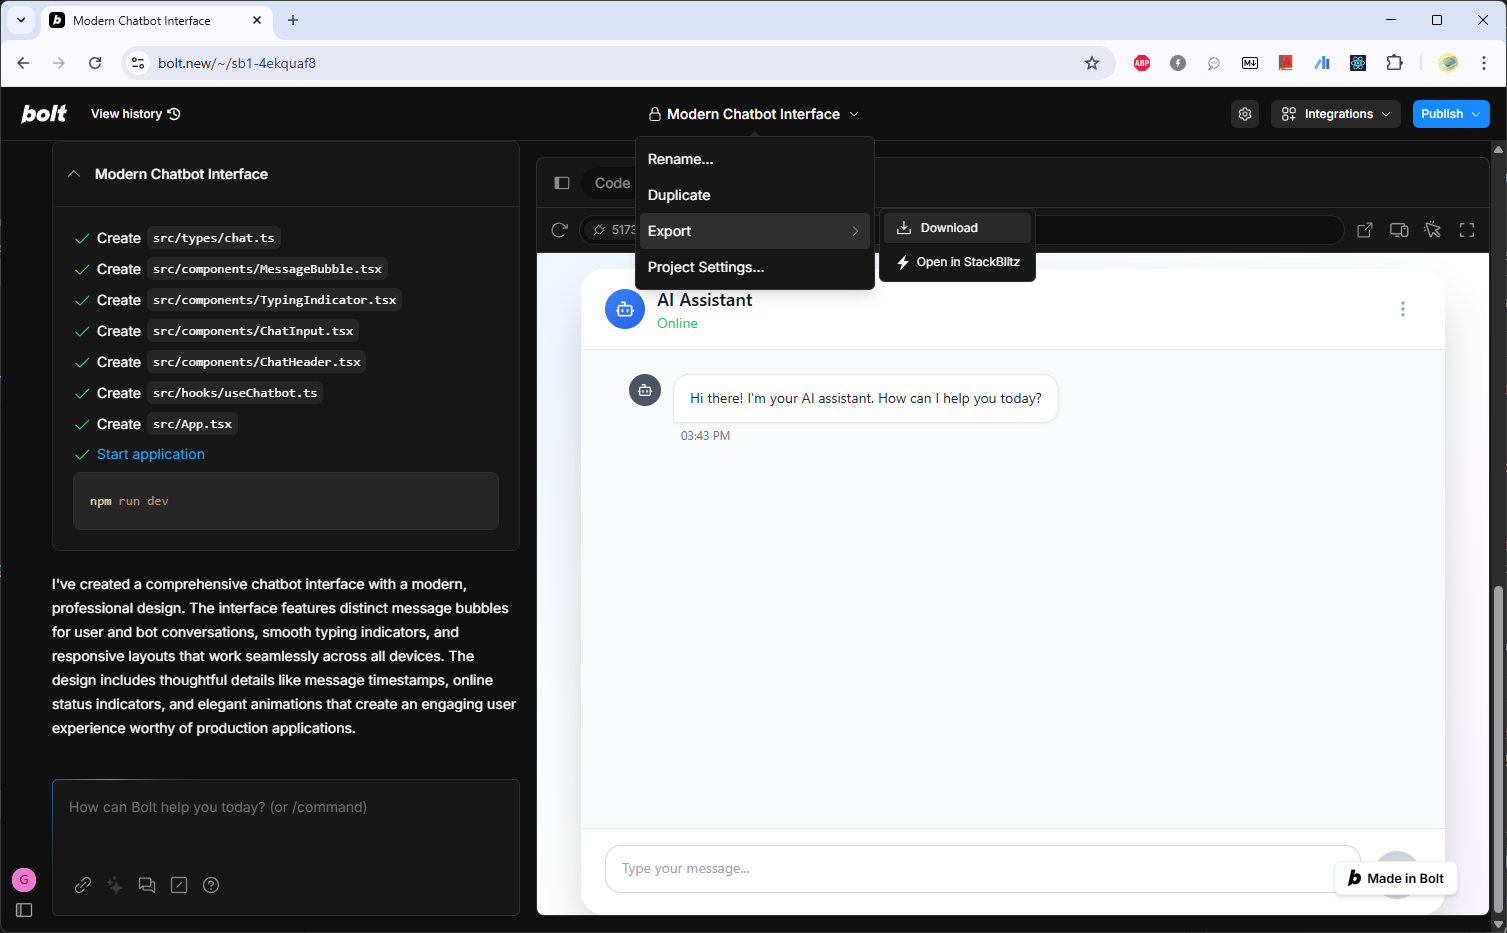 Modern Chatbot Interface
bolt.new/~/sb1-4ekquaf8
ABP
bolt
View history
Modern Chatbot Interface
Integrations
Publish
Rename...
Duplicate
Export
Project Settings...
Download
Open in StackBlitz
Modern Chatbot Interface
Create src/types/chat.ts
Create src/components/MessageBubble.tsx
Create src/components/TypingIndicator.tsx
Create src/components/ChatInput.tsx
Create src/components/ChatHeader.tsx
Create src/hooks/useChatbot.ts
Create src/App.tsx
Start application
npm run dev
I've created a comprehensive chatbot interface with a modern,
professional design. The interface features distinct message bubbles
for user and bot conversations, smooth typing indicators, and
responsive layouts that work seamlessly across all devices. The
design includes thoughtful details like message timestamps, online
status indicators, and elegant animations that create an engaging user
experience worthy of production applications.
How can Bolt help you today? (or /command)
G
Code
5173
AI Assistant
Online
Hi there! I'm your AI assistant. How can I help you today?
03:43 PM
Type your message...
b Made in Bolt